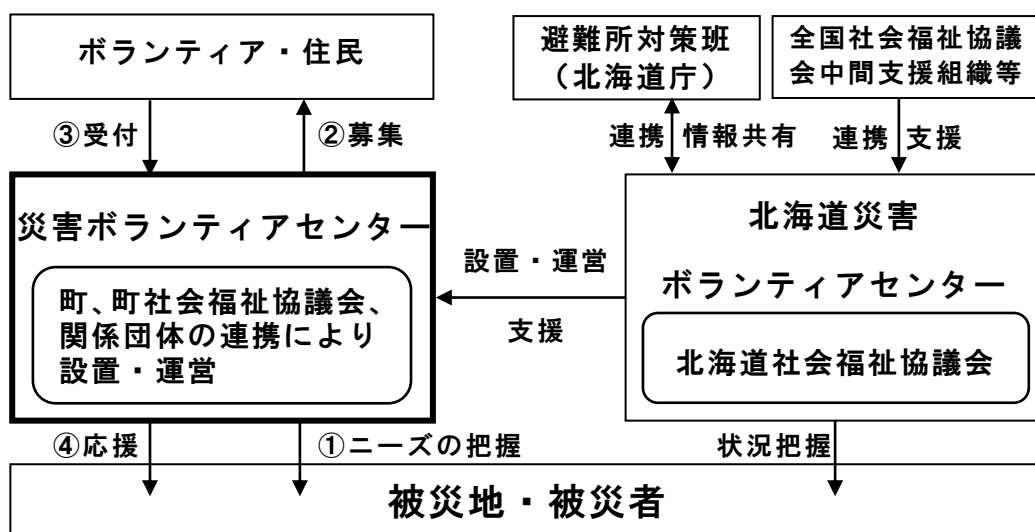 ボランティア・住民
避難所対策班
（北海道庁）
全国社会福祉協議
会中間支援組織等
③受付
②募集
連携
情報共有
連携
支援
災害ボランティアセンター
町、町社会福祉協議会、
関係団体の連携により
設置・運営
設置・運営
支援
北海道災害
ボランティアセンター
北海道社会福祉協議会
④応援
①ニーズの把握
状況把握
被災地・被災者